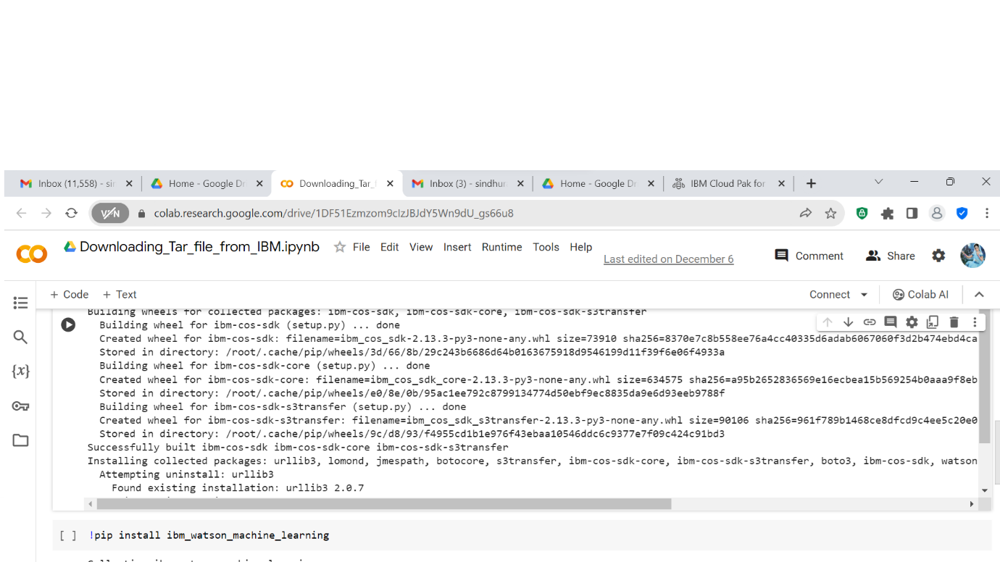 Inbox (11,558) - sir
Home - Google Dr
Downloading_Tar_
Inbox (3) - sindhur
Home - Google Dr
IBM Cloud Pak for
VPN
colab.research.google.com/drive/1DF51Ezmzom9cIzJBJdY5Wn9dU_gs66u8
Downloading_Tar_file_from_IBM.ipynb
File Edit View Insert Runtime Tools Help
Last edited on December 6
Comment Share
+ Code + Text
Connect Colab AI
Building wheels for collected packages: ibm-cos-sdk, ibm-cos-sdk-core, ibm-cos-sdk-s3transfer
Building wheel for ibm-cos-sdk (setup.py) ... done
Created wheel for ibm-cos-sdk: filename=ibm_cos_sdk-2.13.3-py3-none-any.whl size=73910 sha256=8370e7c8b558ee76a4cc40335d6adab6067060f3d2b474ebd4ca
Stored in directory: /root/.cache/pip/wheels/3d/66/8b/29c243b6686d64b0163675918d9546199d11f39f6e06f4933a
Building wheel for ibm-cos-sdk-core (setup.py) ... done
Created wheel for ibm-cos-sdk-core: filename=ibm_cos_sdk_core-2.13.3-py3-none-any.whl size=634575 sha256=a95b2652836569e16ecbea15b569254b0aaa9f8eb
Stored in directory: /root/.cache/pip/wheels/e0/8e/0b/95ac1ee792c8799134774d50ebf9ec8835da9e6d93eeb9788f
Building wheel for ibm-cos-sdk-s3transfer (setup.py) ... done
Created wheel for ibm-cos-sdk-s3transfer: filename=ibm_cos_sdk_s3transfer-2.13.3-py3-none-any.whl size=90106 sha256=961f789b1468ce8dfcd9c4ee5c20e0
Stored in directory: /root/.cache/pip/wheels/9c/d8/93/f4955cd1b1e976f43ebaa10546ddc6c9377e7f09c424c91bd3
Successfully built ibm-cos-sdk ibm-cos-sdk-core ibm-cos-sdk-s3transfer
Installing collected packages: urllib3, lomond, jmespath, botocore, s3transfer, ibm-cos-sdk-core, ibm-cos-sdk-s3transfer, boto3, ibm-cos-sdk, watson
Attempting uninstall: urllib3
Found existing installation: urllib3 2.0.7
{x}
[ ] !pip install ibm_watson_machine_learning